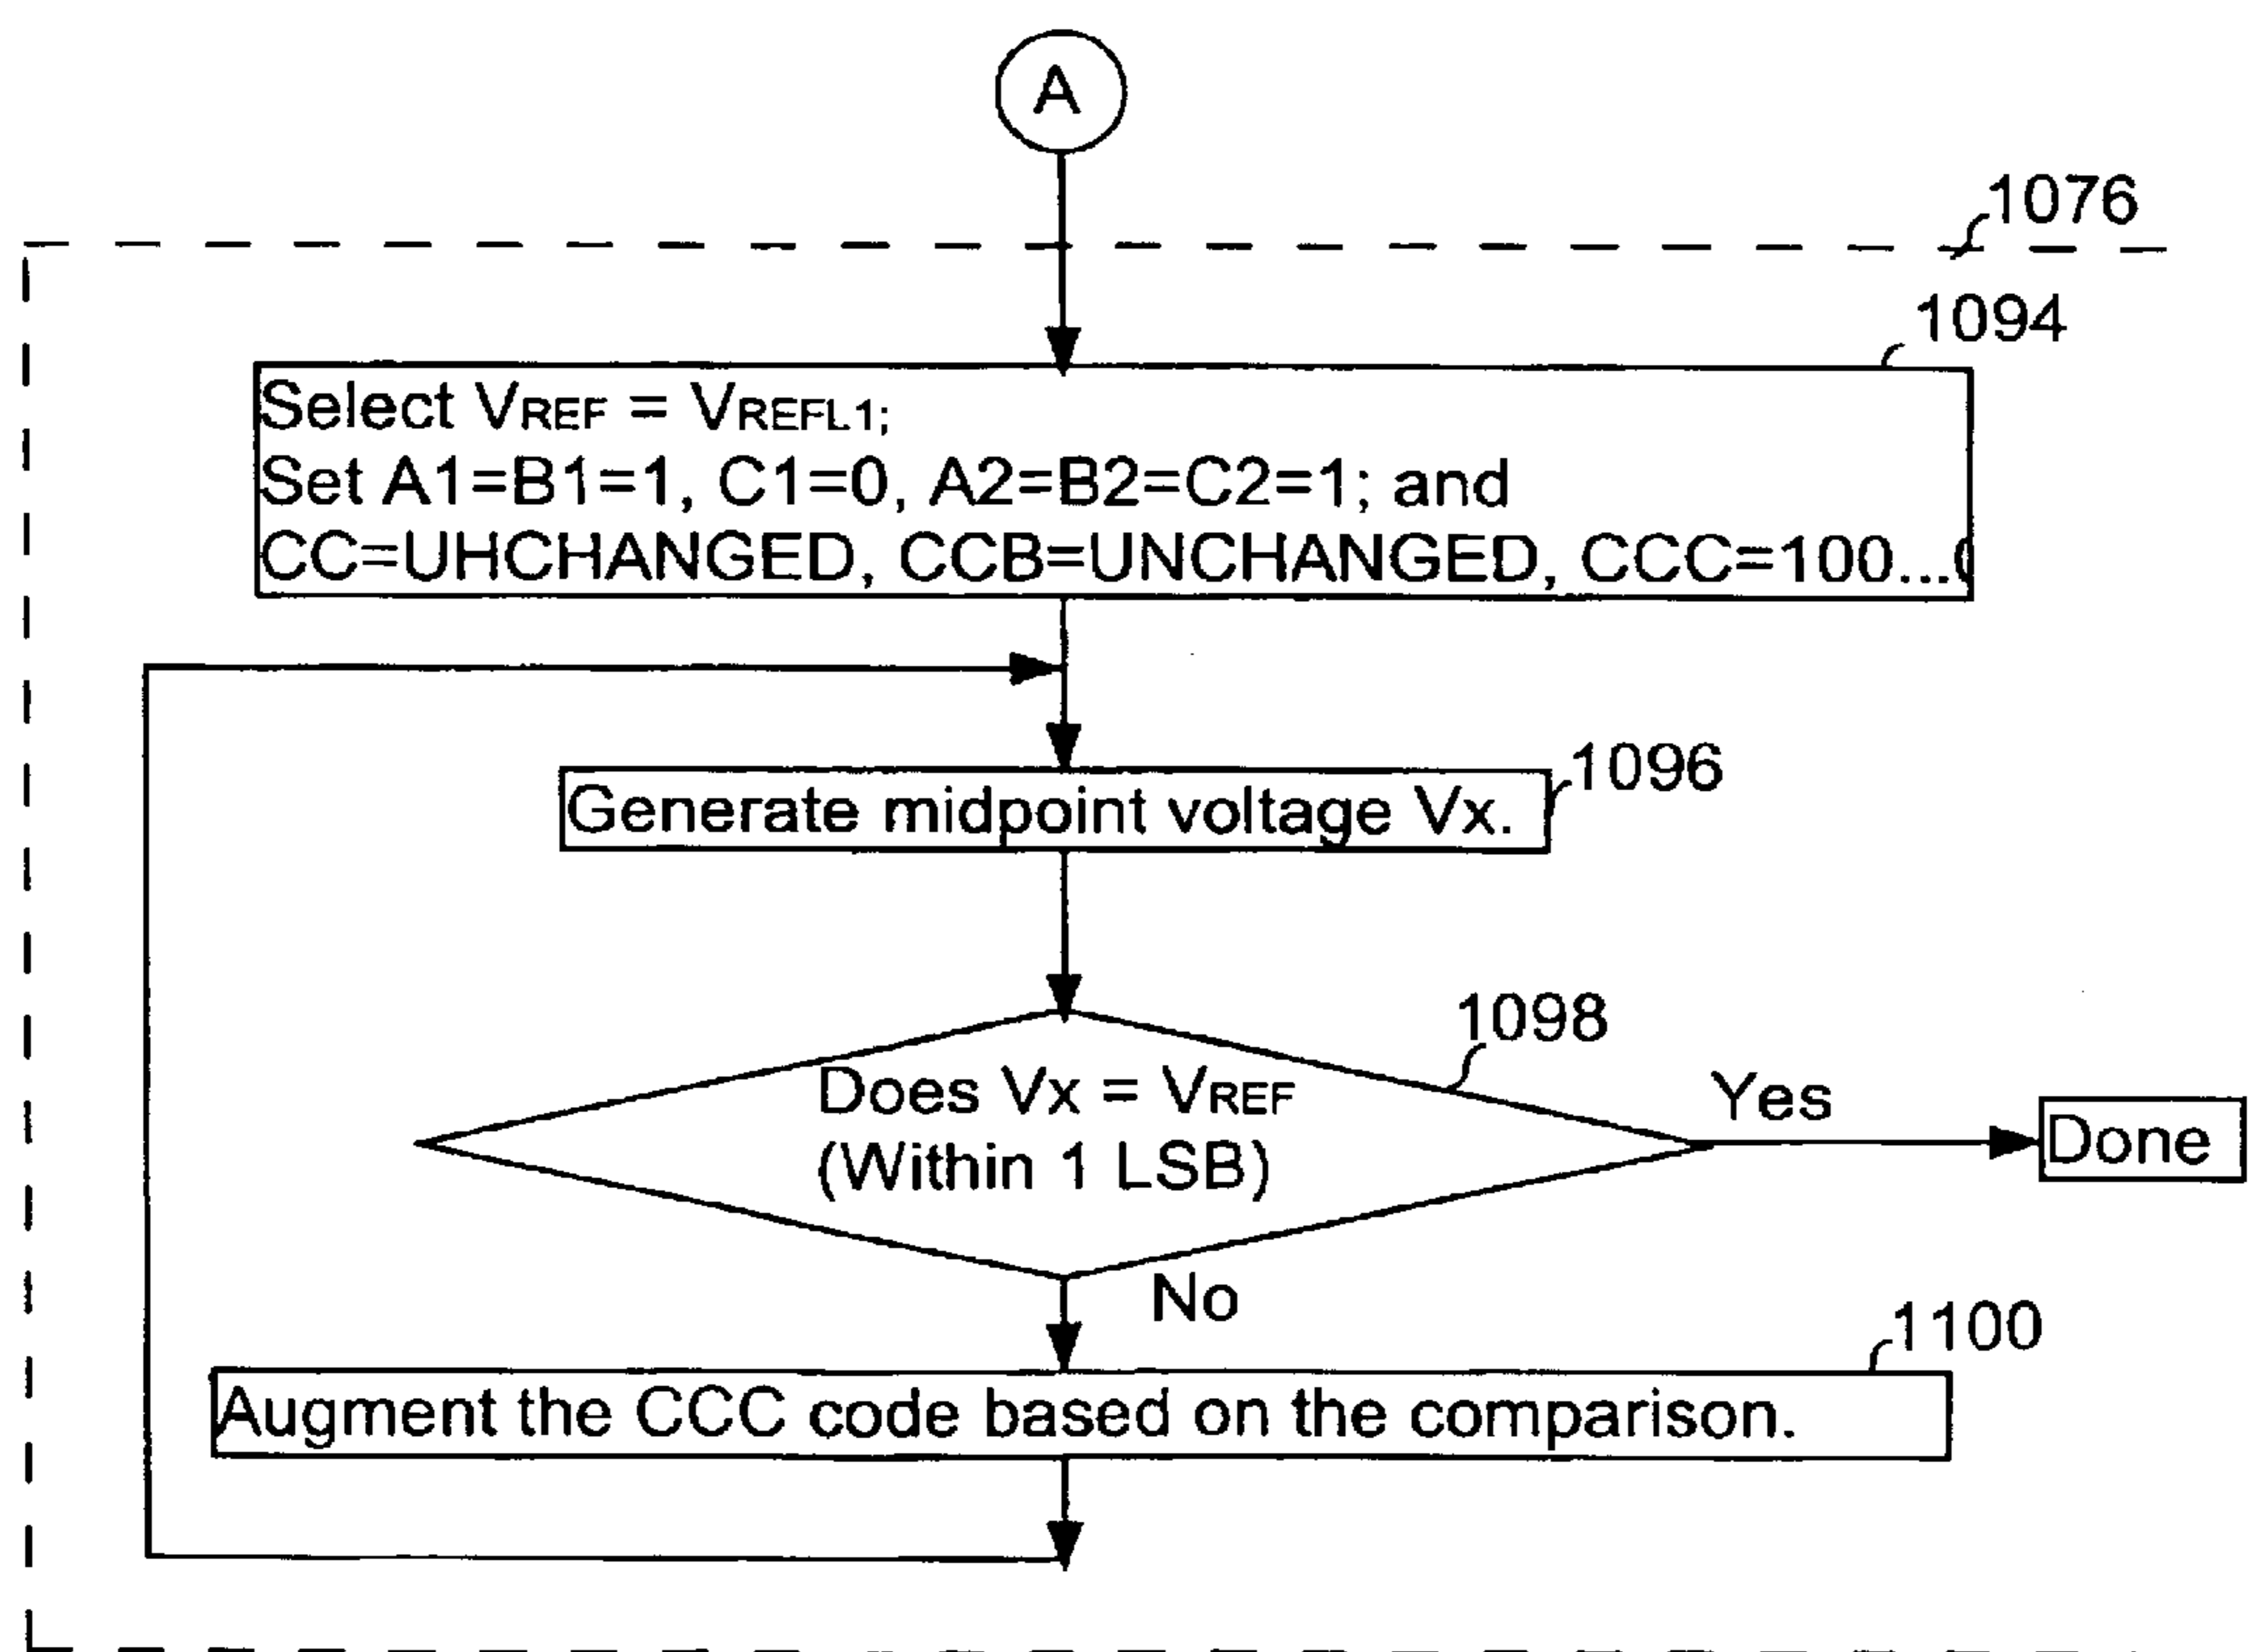 A
1076
1094
Select VREF = VREFL1;
Set A1=B1=1, C1=0, A2=B2=C2=1; and
CC=UHCHANGED, CCB=UNCHANGED, CCC=100...
1096
Generate midpoint voltage Vx.
1098
Does Vx = VREF
(Within 1 LSB)
Yes
Done
No
1100
Augment the CCC code based on the comparison.